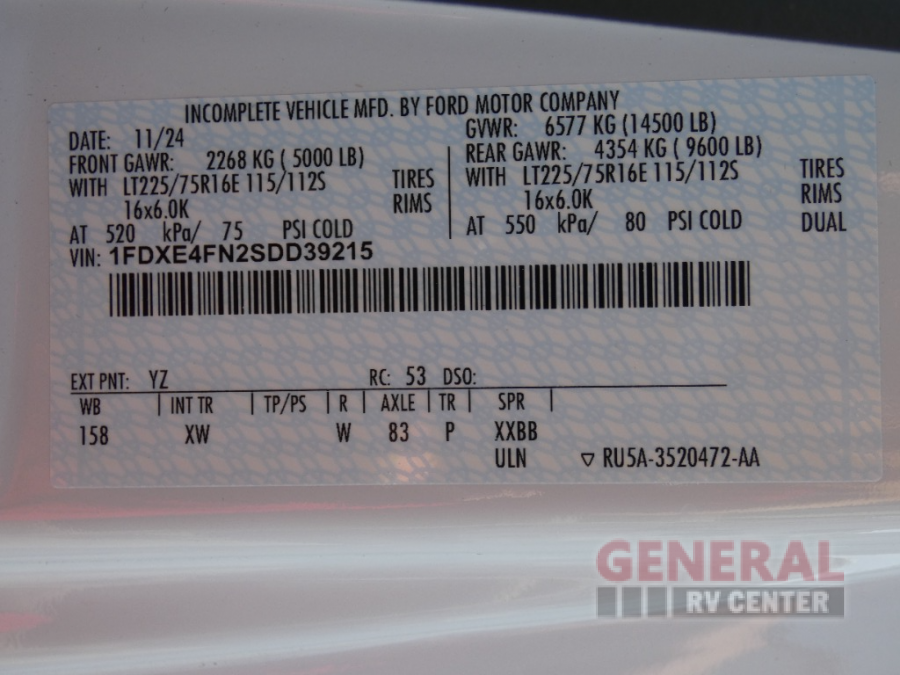 INCOMPLETE VEHICLE MFD. BY FORD MOTOR COMPANY
DATE: 11/24
FRONT GAWR: 2268 KG ( 5000 LB)
WITH LT225/75R16E 115/112S TIRES
16x6.0K RIMS
AT 520 kPa/ 75 PSI COLD
GVWR: 6577 KG (14500 LB)
REAR GAWR: 4354 KG ( 9600 LB)
WITH LT225/75R16E 115/112S TIRES
16x6.0K RIMS
AT 550 kPa/ 80 PSI COLD DUAL
VIN: 1FDXE4FN2SDD39215
EXT PNT: YZ RC: 53 DSO:
WB INT TR TP/PS R AXLE TR SPR
158 XW W 83 P XXBB
ULN ▽ RU5A-3520472-AA
GENERAL
RV CENTER